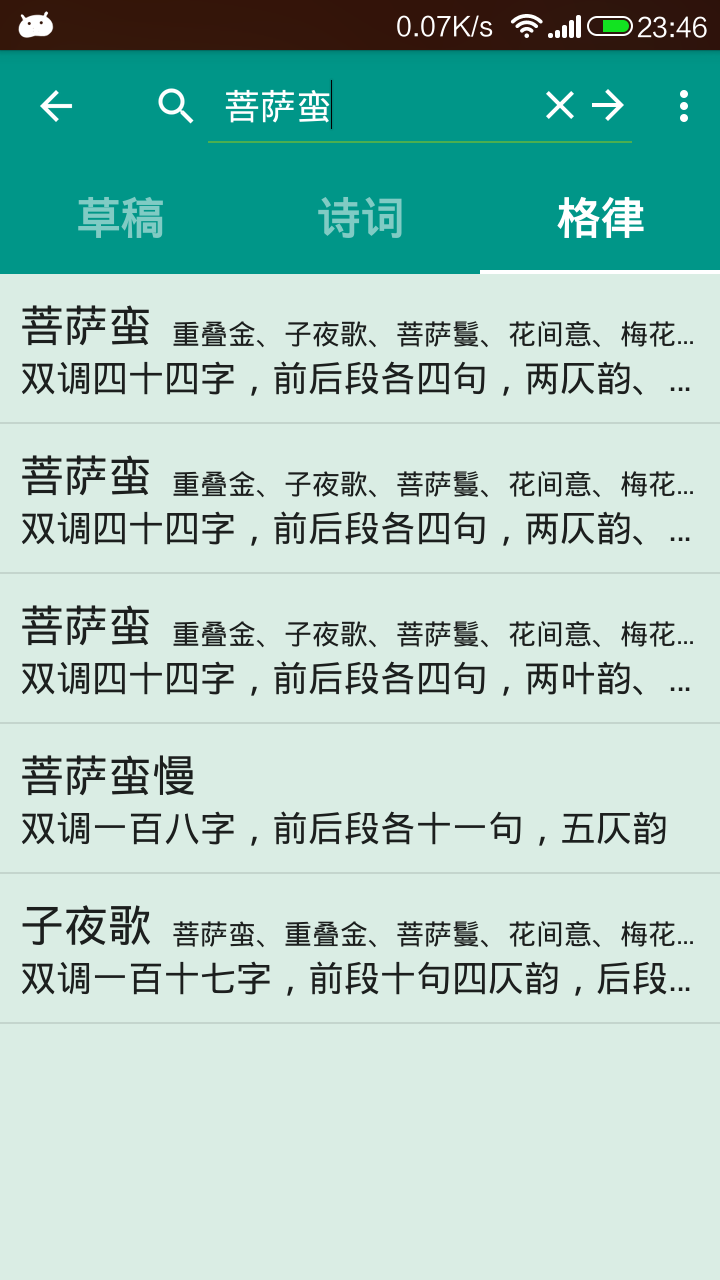 0.07K/s 23:46
菩萨蛮
草稿 诗词 格律
菩萨蛮 重叠金、子夜歌、菩萨鬘、花间意、梅花...
双调四十四字，前后段各四句，两仄韵、...
菩萨蛮 重叠金、子夜歌、菩萨鬘、花间意、梅花...
双调四十四字，前后段各四句，两仄韵、...
菩萨蛮 重叠金、子夜歌、菩萨鬘、花间意、梅花...
双调四十四字，前后段各四句，两叶韵、...
菩萨蛮慢
双调一百八字，前后段各十一句，五仄韵
子夜歌 菩萨蛮、重叠金、菩萨鬘、花间意、梅花...
双调一百十七字，前段十句四仄韵，后段...